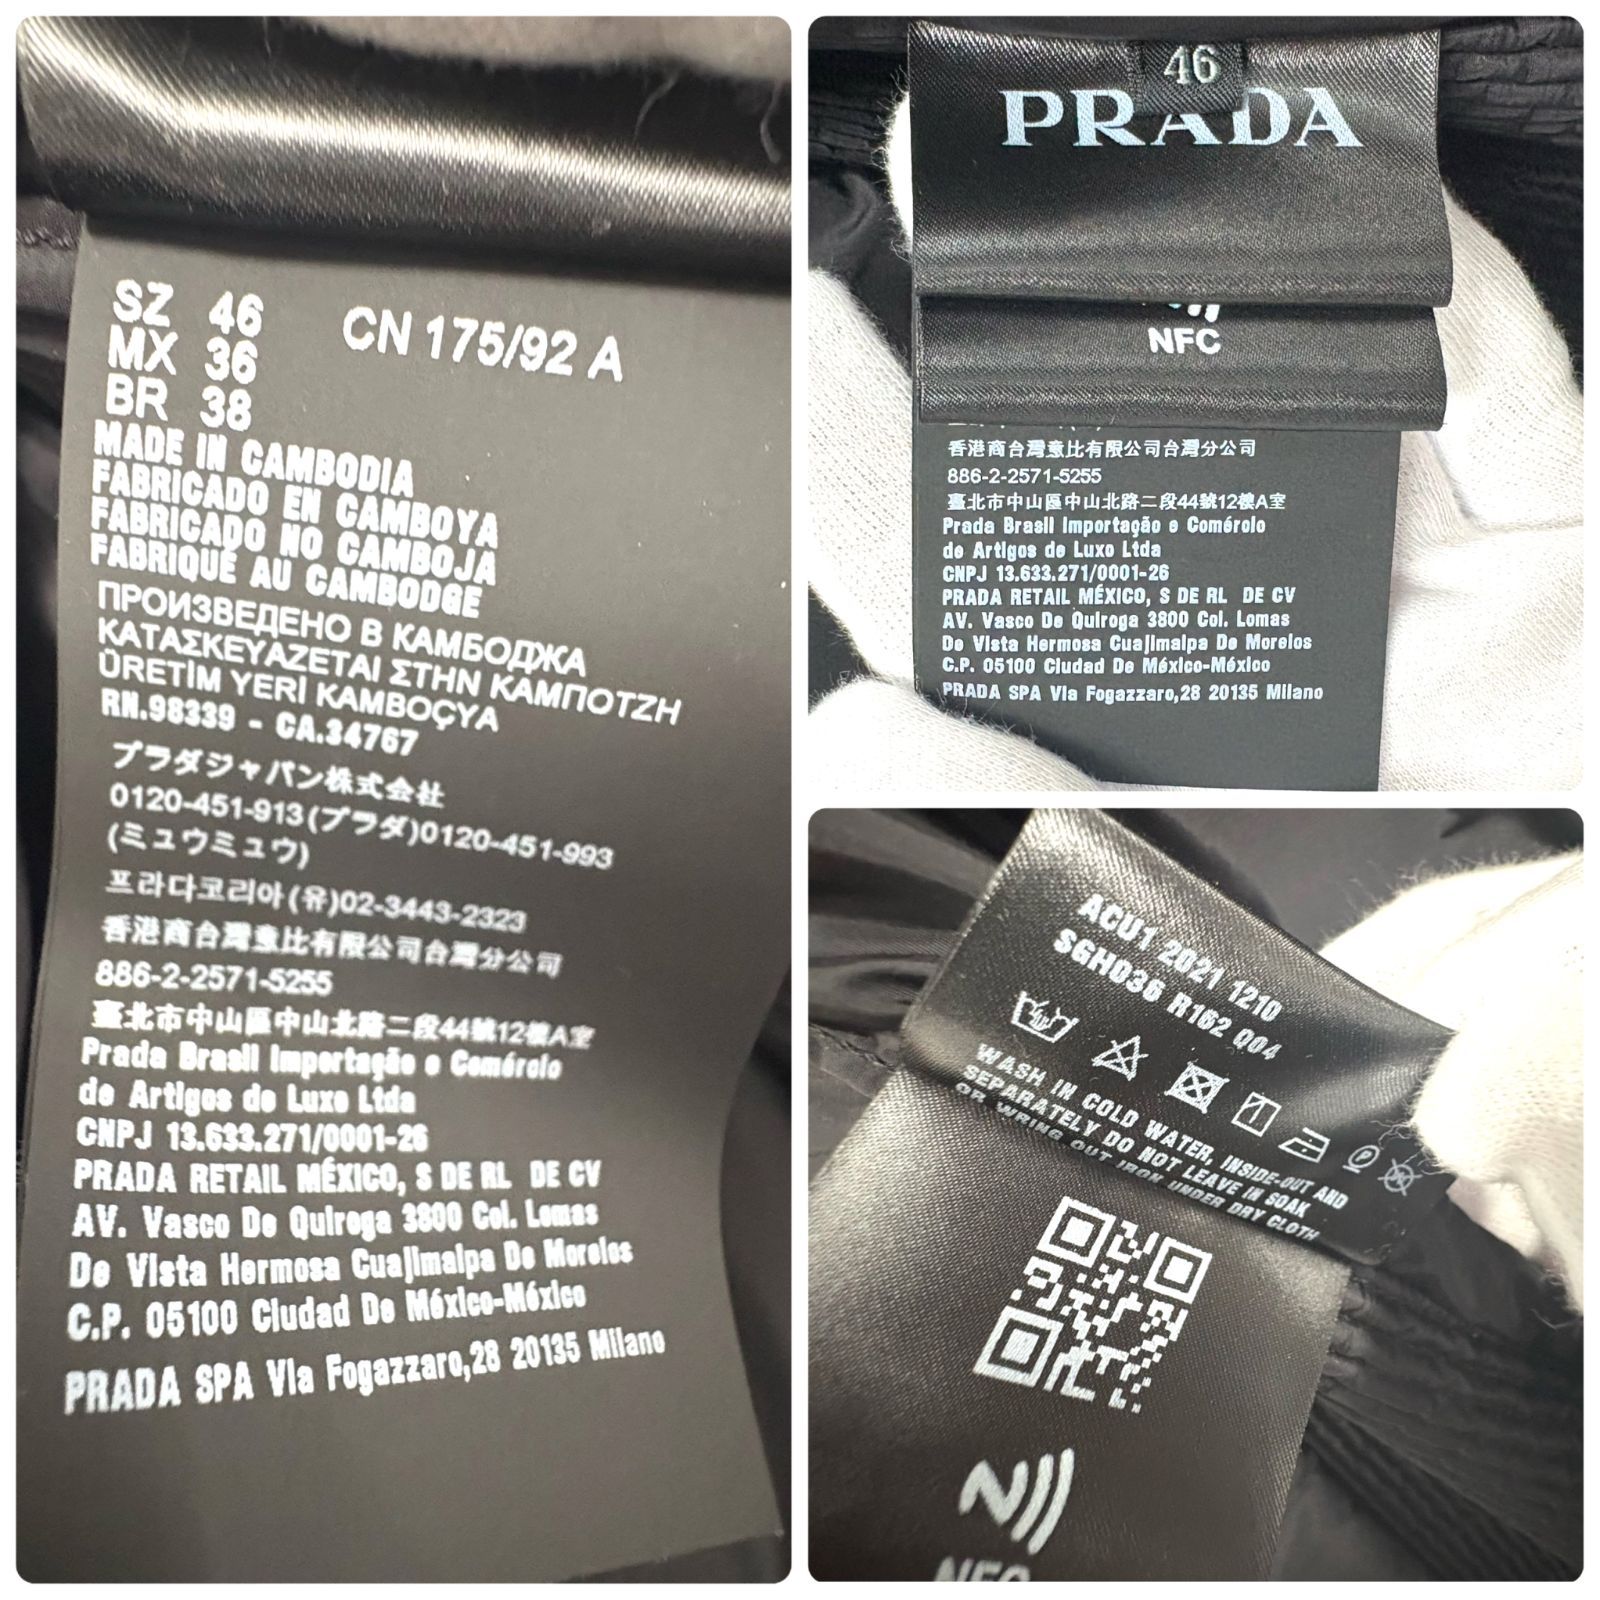 SZ 46 CN 175/92 A
MX 36
BR 38
MADE IN CAMBODIA
FABRICADO EN CAMBOYA
FABRICADO NO CAMBOJA
FABRIQUÉ AU CAMBODGE
ПРОИЗВЕДЕНО В КАМБОДЖА
ΚΑΤΑΣΚΕΥΑΖΕΤΑΙ ΣΤΗΝ ΚΑΜΠΟΤΖΗ
ÜRETİM YERİ KAMBOÇYA
RN.98339 - CA.34767
プラダジャパン株式会社
0120-451-913(プラダ)0120-451-993
(ミュウミュウ)
프라다코리아(유)02-3443-2323
香港商台灣意比有限公司台灣分公司
886-2-2571-5255
臺北市中山區中山北路二段44號12樓A室
Prada Brasil Importação e Comércio
de Artigos de Luxo Ltda
CNPJ 13.633.271/0001-26
PRADA RETAIL MÉXICO, S DE RL DE CV
AV. Vasco De Quiroga 3800 Col. Lomas
De Vista Hermosa Cuajimalpa De Morelos
C.P. 05100 Ciudad De México-México
PRADA SPA Via Fogazzaro,28 20135 Milano
46
PRADA
NFC
香港商台灣意比有限公司台灣分公司
886-2-2571-5255
臺北市中山區中山北路二段44號12樓A室
Prada Brasil Importação e Comércio
de Artigos de Luxo Ltda
CNPJ 13.633.271/0001-26
PRADA RETAIL MÉXICO, S DE RL DE CV
AV. Vasco De Quiroga 3800 Col. Lomas
De Vista Hermosa Cuajimalpa De Morelos
C.P. 05100 Ciudad De México-México
PRADA SPA Via Fogazzaro,28 20135 Milano
ACU1 2021 1210
SGH036 R162 Q04
P
WASH IN COLD WATER, INSIDE-OUT AND
SEPARATELY DO NOT LEAVE IN SOAK
OR WRING OUT IRON UNDER DRY CLOTH
NFC